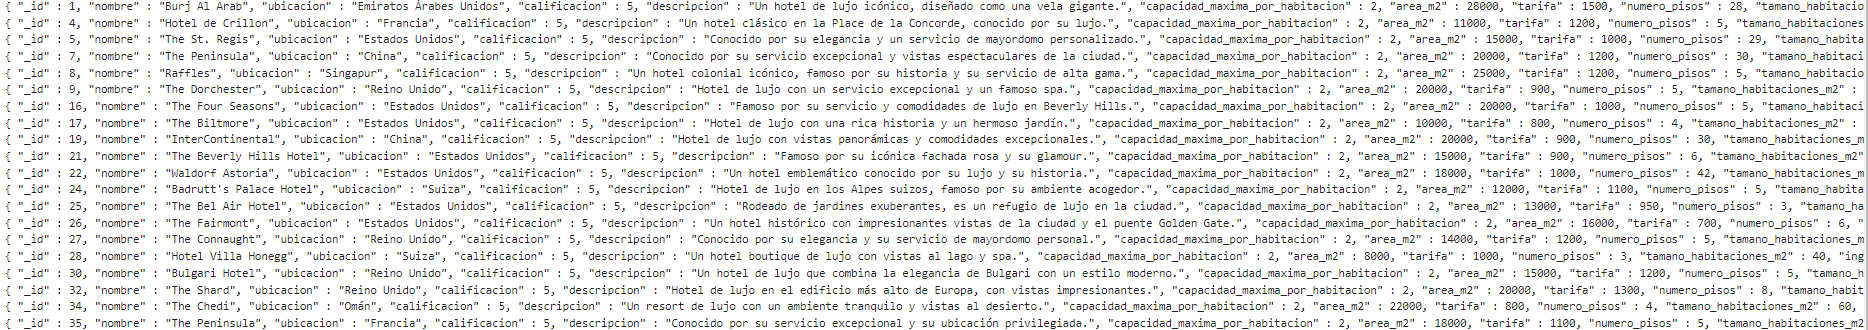 { "_id" : 1, "nombre" : "Burj Al Arab", "ubicacion" : "Emiratos Árabes Unidos", "calificacion" : 5, "descripcion" : "Un hotel de lujo icónico, diseñado como una vela gigante.", "capacidad_maxima_por_habitacion" : 2, "area_m2" : 28000, "tarifa" : 1500, "numero_pisos" : 28, "tamano_habitacio
{ "_id" : 4, "nombre" : "Hotel de Crillon", "ubicacion" : "Francia", "calificacion" : 5, "descripcion" : "Un hotel clásico en la Place de la Concorde, conocido por su lujo.", "capacidad_maxima_por_habitacion" : 2, "area_m2" : 11000, "tarifa" : 1200, "numero_pisos" : 5, "tamano_habitaciones
{ "_id" : 5, "nombre" : "The St. Regis", "ubicacion" : "Estados Unidos", "calificacion" : 5, "descripcion" : "Conocido por su elegancia y un servicio de mayordomo personalizado.", "capacidad_maxima_por_habitacion" : 2, "area_m2" : 15000, "tarifa" : 1000, "numero_pisos" : 29, "tamano_habita
{ "_id" : 7, "nombre" : "The Peninsula", "ubicacion" : "China", "calificacion" : 5, "descripcion" : "Conocido por su servicio excepcional y vistas espectaculares de la ciudad.", "capacidad_maxima_por_habitacion" : 2, "area_m2" : 20000, "tarifa" : 1200, "numero_pisos" : 30, "tamano_habitac
{ "_id" : 8, "nombre" : "Raffles", "ubicacion" : "Singapur", "calificacion" : 5, "descripcion" : "Un hotel colonial icónico, famoso por su historia y su servicio de alta gama.", "capacidad_maxima_por_habitacion" : 2, "area_m2" : 25000, "tarifa" : 1200, "numero_pisos" : 5, "tamano_habitacio
{ "_id" : 9, "nombre" : "The Dorchester", "ubicacion" : "Reino Unido", "calificacion" : 5, "descripcion" : "Hotel de lujo con un servicio excepcional y un famoso spa.", "capacidad_maxima_por_habitacion" : 2, "area_m2" : 20000, "tarifa" : 900, "numero_pisos" : 5, "tamano_habitaciones_m2" :
{ "_id" : 16, "nombre" : "The Four Seasons", "ubicacion" : "Estados Unidos", "calificacion" : 5, "descripcion" : "Famoso por su servicio y comodidades de lujo en Beverly Hills.", "capacidad_maxima_por_habitacion" : 2, "area_m2" : 20000, "tarifa" : 1000, "numero_pisos" : 5, "tamano_habitaci
{ "_id" : 17, "nombre" : "The Biltmore", "ubicacion" : "Estados Unidos", "calificacion" : 5, "descripcion" : "Hotel de lujo con una rica historia y un hermoso jardín.", "capacidad_maxima_por_habitacion" : 2, "area_m2" : 10000, "tarifa" : 800, "numero_pisos" : 4, "tamano_habitaciones_m2" :
{ "_id" : 19, "nombre" : "InterContinental", "ubicacion" : "China", "calificacion" : 5, "descripcion" : "Hotel de lujo con vistas panorámicas y comodidades excepcionales.", "capacidad_maxima_por_habitacion" : 2, "area_m2" : 20000, "tarifa" : 900, "numero_pisos" : 30, "tamano_habitaciones_m
{ "_id" : 21, "nombre" : "The Beverly Hills Hotel", "ubicacion" : "Estados Unidos", "calificacion" : 5, "descripcion" : "Famoso por su icónica fachada rosa y su glamour.", "capacidad_maxima_por_habitacion" : 2, "area_m2" : 15000, "tarifa" : 900, "numero_pisos" : 6, "tamano_habitaciones_m2"
{ "_id" : 22, "nombre" : "Waldorf Astoria", "ubicacion" : "Estados Unidos", "calificacion" : 5, "descripcion" : "Un hotel emblemático conocido por su lujo y su historia.", "capacidad_maxima_por_habitacion" : 2, "area_m2" : 18000, "tarifa" : 1000, "numero_pisos" : 42, "tamano_habitaciones_m
{ "_id" : 24, "nombre" : "Badrutt's Palace Hotel", "ubicacion" : "Suiza", "calificacion" : 5, "descripcion" : "Hotel de lujo en los Alpes suizos, famoso por su ambiente acogedor.", "capacidad_maxima_por_habitacion" : 2, "area_m2" : 12000, "tarifa" : 1100, "numero_pisos" : 5, "tamano_habita
{ "_id" : 25, "nombre" : "The Bel Air Hotel", "ubicacion" : "Estados Unidos", "calificacion" : 5, "descripcion" : "Rodeado de jardines exuberantes, es un refugio de lujo en la ciudad.", "capacidad_maxima_por_habitacion" : 2, "area_m2" : 13000, "tarifa" : 950, "numero_pisos" : 3, "tamano_ha
{ "_id" : 26, "nombre" : "The Fairmont", "ubicacion" : "Estados Unidos", "calificacion" : 5, "descripcion" : "Un hotel histórico con impresionantes vistas de la ciudad y el puente Golden Gate.", "capacidad_maxima_por_habitacion" : 2, "area_m2" : 16000, "tarifa" : 700, "numero_pisos" : 6, "
{ "_id" : 27, "nombre" : "The Connaught", "ubicacion" : "Reino Unido", "calificacion" : 5, "descripcion" : "Conocido por su elegancia y su servicio de mayordomo personal.", "capacidad_maxima_por_habitacion" : 2, "area_m2" : 14000, "tarifa" : 1200, "numero_pisos" : 5, "tamano_habitaciones_m
{ "_id" : 28, "nombre" : "Hotel Villa Honegg", "ubicacion" : "Suiza", "calificacion" : 5, "descripcion" : "Un hotel boutique de lujo con vistas al lago y spa.", "capacidad_maxima_por_habitacion" : 2, "area_m2" : 8000, "tarifa" : 1000, "numero_pisos" : 3, "tamano_habitaciones_m2" : 40, "ing
{ "_id" : 30, "nombre" : "Bulgari Hotel", "ubicacion" : "Reino Unido", "calificacion" : 5, "descripcion" : "Un hotel de lujo que combina la elegancia de Bulgari con un estilo moderno.", "capacidad_maxima_por_habitacion" : 2, "area_m2" : 15000, "tarifa" : 1200, "numero_pisos" : 5, "tamano_h
{ "_id" : 32, "nombre" : "The Shard", "ubicacion" : "Reino Unido", "calificacion" : 5, "descripcion" : "Hotel de lujo en el edificio más alto de Europa, con vistas impresionantes.", "capacidad_maxima_por_habitacion" : 2, "area_m2" : 20000, "tarifa" : 1300, "numero_pisos" : 8, "tamano_habit
{ "_id" : 34, "nombre" : "The Chedi", "ubicacion" : "Omán", "calificacion" : 5, "descripcion" : "Un resort de lujo con un ambiente tranquilo y vistas al desierto.", "capacidad_maxima_por_habitacion" : 2, "area_m2" : 22000, "tarifa" : 800, "numero_pisos" : 4, "tamano_habitaciones_m2" : 60,
{ "_id" : 35, "nombre" : "The Peninsula", "ubicacion" : "Francia", "calificacion" : 5, "descripcion" : "Conocido por su servicio excepcional y su ubicación privilegiada.", "capacidad_maxima_por_habitacion" : 2, "area_m2" : 18000, "tarifa" : 1100, "numero_pisos" : 5, "tamano_habitaciones_m2